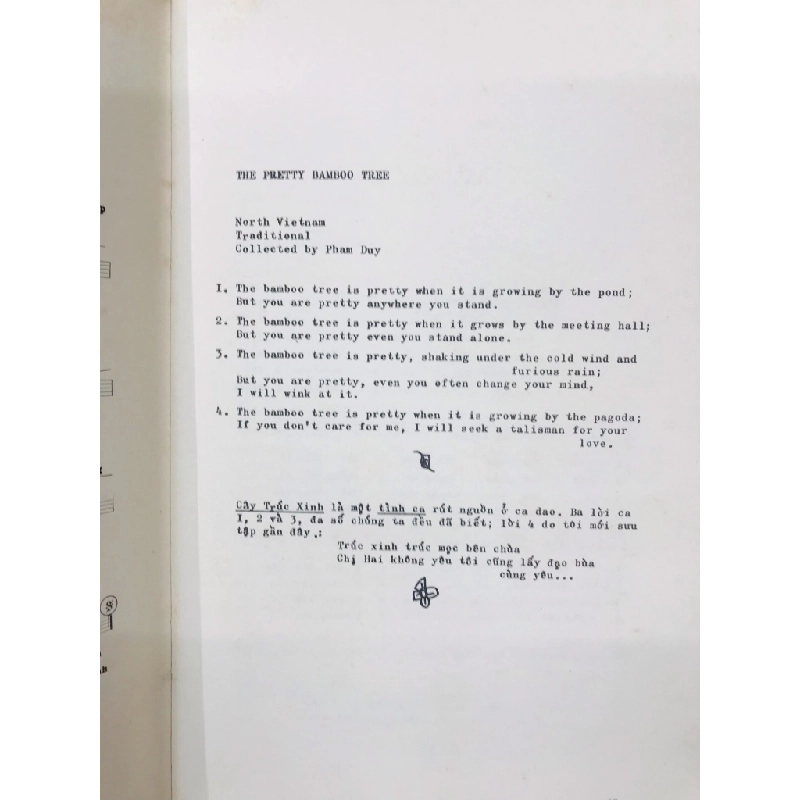 THE PRETTY BAMBOO TREE
North Vietnam
Traditional
Collected by Pham Duy
1. The bamboo tree is pretty when it is growing by the pond;
But you are pretty anywhere you stand.
2. The bamboo tree is pretty when it grows by the meeting hall;
But you are pretty even you stand alone.
3. The bamboo tree is pretty, shaking under the cold wind and
furious rain;
But you are pretty, even you often change your mind,
I will wink at it.
4. The bamboo tree is pretty when it is growing by the pagoda;
If you don't care for me, I will seek a talisman for your
love.
Cây Trúc Xinh là một tình ca rút nguồn ở ca dao. Ba lời ca
1, 2 và 3, đa số chúng ta đều đã biết; lời 4 do tôi mới sưu
tập gần đây.:
Trúc xinh trúc mọc bên chùa
Chị Hai không yêu tôi cũng lấy đạo bùa
cùng yêu...